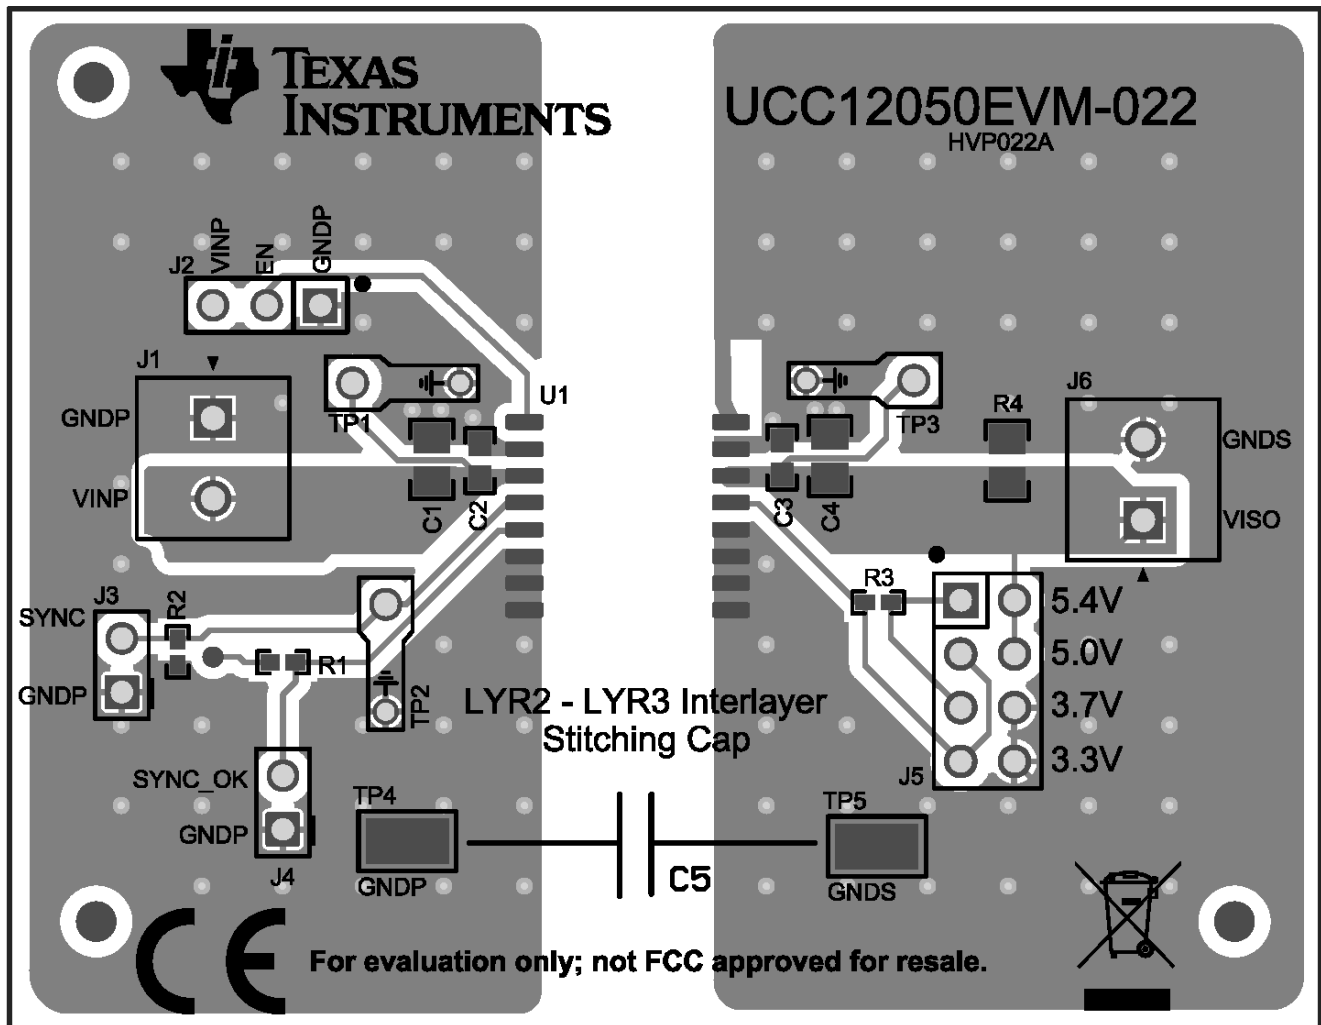 TEXAS
INSTRUMENTS
UCC12050EVM-022
HVP022A
J2
VINP
EN
GNDP
J1
GNDP
VINP
TP1
U1
C1
C2
TP3
C3
C4
R4
J6
GNDS
VISO
J3
SYNC
GNDP
R2
R1
TP2
R3
5.4V
5.0V
3.7V
3.3V
J5
LYR2 - LYR3 Interlayer
Stitching Cap
SYNC_OK
GNDP
J4
TP4
GNDP
C5
TP5
GNDS
CE
For evaluation only; not FCC approved for resale.